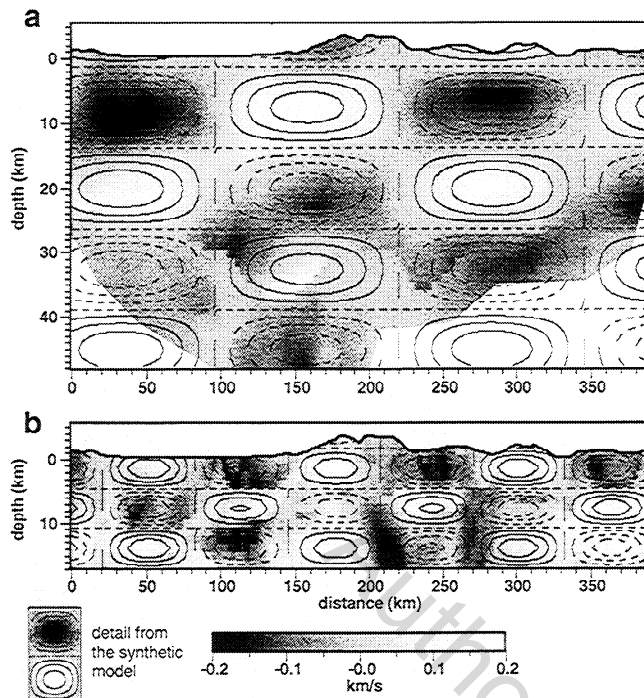 a
0
10
20
30
40
depth (km)
0 50 100 150 200 250 300 350
b
0
10
depth (km)
0 50 100 150 200 250 300 350
distance (km)
detail from
the synthetic
model
-0.2 -0.1 -0.0 0.1 0.2
km/s
Autho